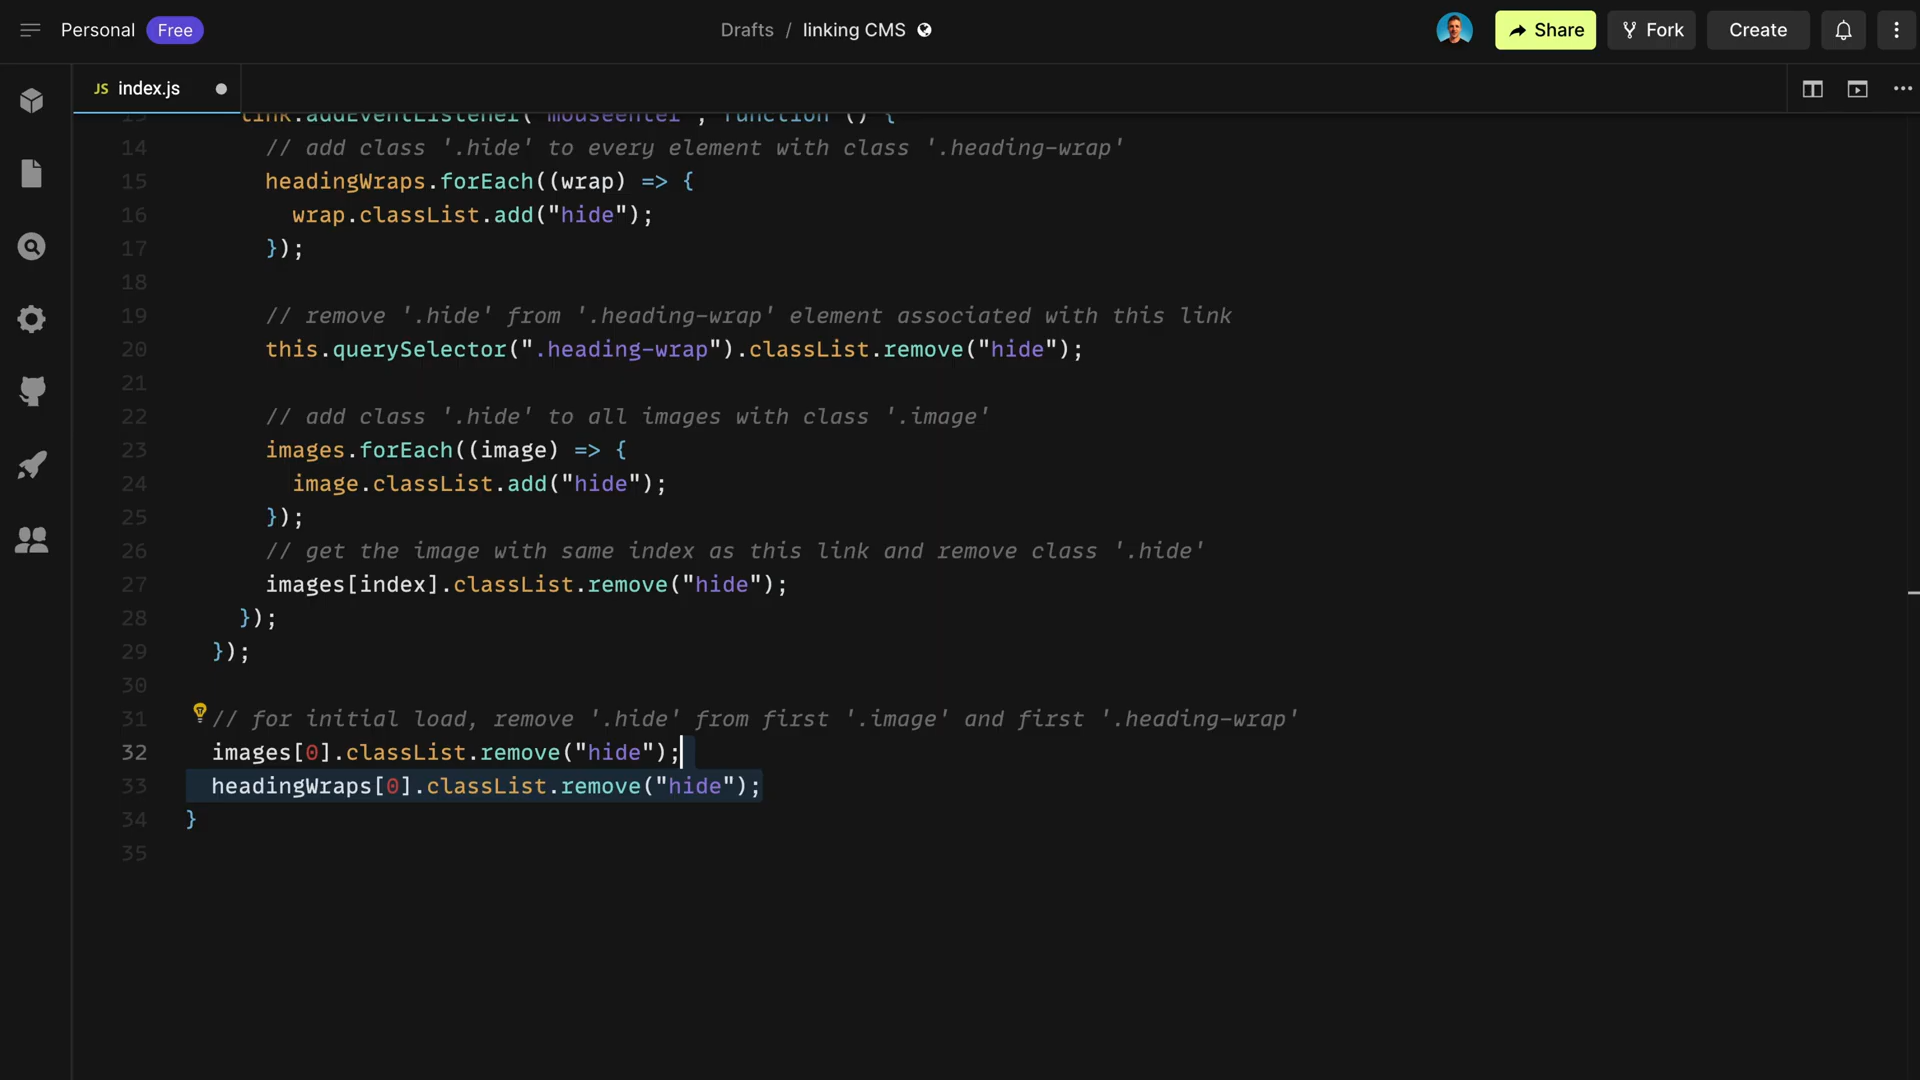 Personal Free Drafts / linking CMS Share Fork Create
JS index.js
13 link.addEventListener("mouseenter", function () {
14 // add class '.hide' to every element with class '.heading-wrap'
15 headingWraps.forEach((wrap) => {
16 wrap.classList.add("hide");
17 });
18
19 // remove '.hide' from '.heading-wrap' element associated with this link
20 this.querySelector(".heading-wrap").classList.remove("hide");
21
22 // add class '.hide' to all images with class '.image'
23 images.forEach((image) => {
24 image.classList.add("hide");
25 });
26 // get the image with same index as this link and remove class '.hide'
27 images[index].classList.remove("hide");
28 });
29 });
30
31 // for initial load, remove '.hide' from first '.image' and first '.heading-wrap'
32 images[0].classList.remove("hide");
33 headingWraps[0].classList.remove("hide");
34 }
35